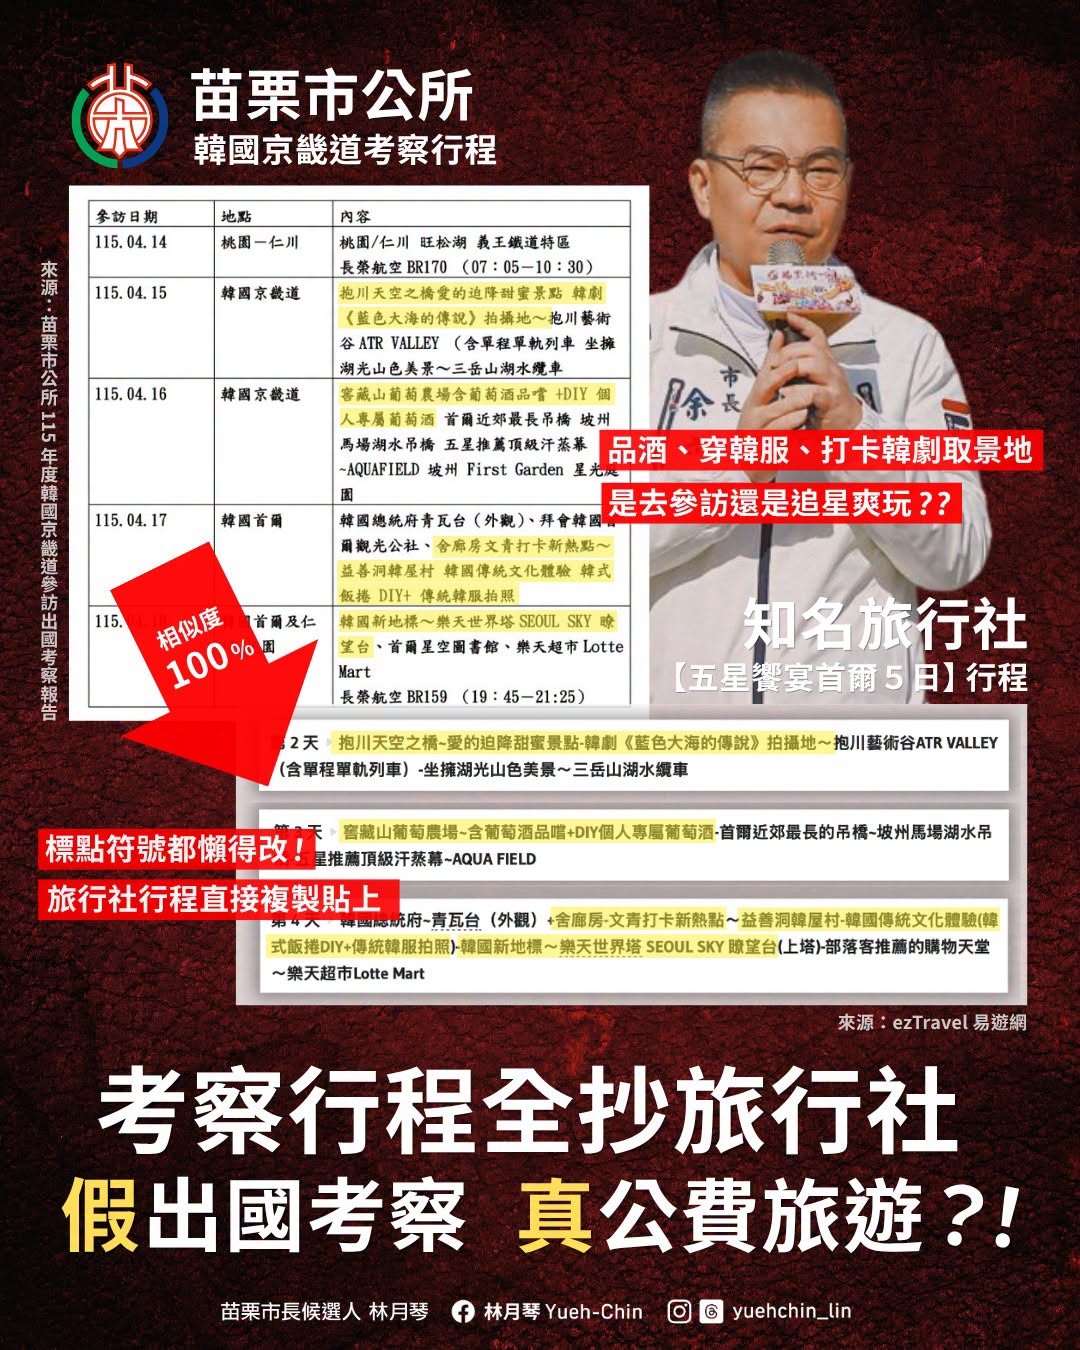 苗栗市公所
韓國京畿道考察行程
參訪日期 地點 內容
115.04.14 桃園－仁川 桃園/仁川 旺松湖 義王鐵道特區
長榮航空 BR170 （07：05－10：30）
115.04.15 韓國京畿道 抱川天空之橋愛的迫降甜蜜景點 韓劇
《藍色大海的傳說》拍攝地～抱川藝術
谷 ATR VALLEY （含單程單軌列車 坐擁
湖光山色美景～三岳山湖水纜車
115.04.16 韓國京畿道 窖藏山葡萄農場含葡萄酒品嚐 +DIY 個
人專屬葡萄酒 首爾近郊最長吊橋 坡州
馬場湖水吊橋 五星推薦頂級汗蒸幕
~AQUAFIELD 坡州 First Garden 星光庭
園
115.04.17 韓國首爾 韓國總統府青瓦台（外觀）、拜會韓國首
爾觀光公社、舍廊房文青打卡新熱點～
益善洞韓屋村 韓國傳統文化體驗 韓式
飯捲 DIY+ 傳統韓服拍照
115. 首爾及仁 韓國新地標～樂天世界塔 SEOUL SKY 瞭
園 望台、首爾星空圖書館、樂天超市 Lotte
Mart
長榮航空 BR159 （19：45－21:25）
來源：苗栗市公所 115 年度韓國京畿道參訪出國考察報告
市長
余
品酒、穿韓服、打卡韓劇取景地
是去參訪還是追星爽玩??
相似度
100%
知名旅行社
【五星饗宴首爾5日】行程
第2天 抱川天空之橋~愛的迫降甜蜜景點-韓劇《藍色大海的傳說》拍攝地～抱川藝術谷ATR VALLEY
（含單程單軌列車）-坐擁湖光山色美景～三岳山湖水纜車
第3天 窖藏山葡萄農場~含葡萄酒品嚐+DIY個人專屬葡萄酒-首爾近郊最長的吊橋~坡州馬場湖水吊
五星推薦頂級汗蒸幕~AQUA FIELD
第4天 韓國總統府~青瓦台（外觀）+舍廊房-文青打卡新熱點～益善洞韓屋村-韓國傳統文化體驗(韓
式飯捲DIY+傳統韓服拍照)-韓國新地標～樂天世界塔 SEOUL SKY 瞭望台(上塔)-部落客推薦的購物天堂
～樂天超市Lotte Mart
標點符號都懶得改!
旅行社行程直接複製貼上
來源：ezTravel 易遊網
考察行程全抄旅行社
假出國考察 真公費旅遊？!
苗栗市長候選人 林月琴 林月琴 Yueh-Chin yuehchin_lin